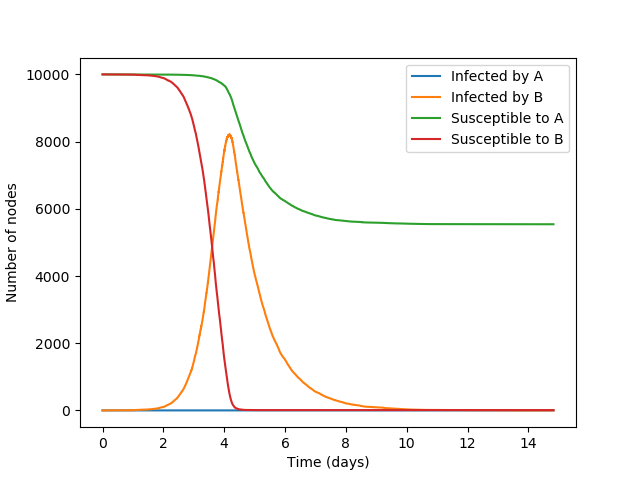 10000
8000
6000
4000
2000
0
Number of nodes
Infected by A
Infected by B
Susceptible to A
Susceptible to B
0 2 4 6 8 10 12 14
Time (days)